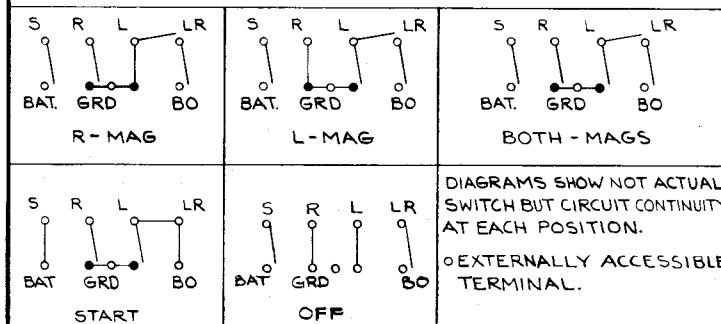 S R L LR
BAT. GRD BO
R - MAG
S R L LR
BAT. GRD BO
L - MAG
S R L LR
BAT. GRD BO
BOTH - MAGS
S R L LR
BAT GRD BO
START
S R L LR
BAT GRD BO
OFF
DIAGRAMS SHOW NOT ACTUAL
SWITCH BUT CIRCUIT CONTINUITY
AT EACH POSITION.
o EXTERNALLY ACCESSIBLE
TERMINAL.